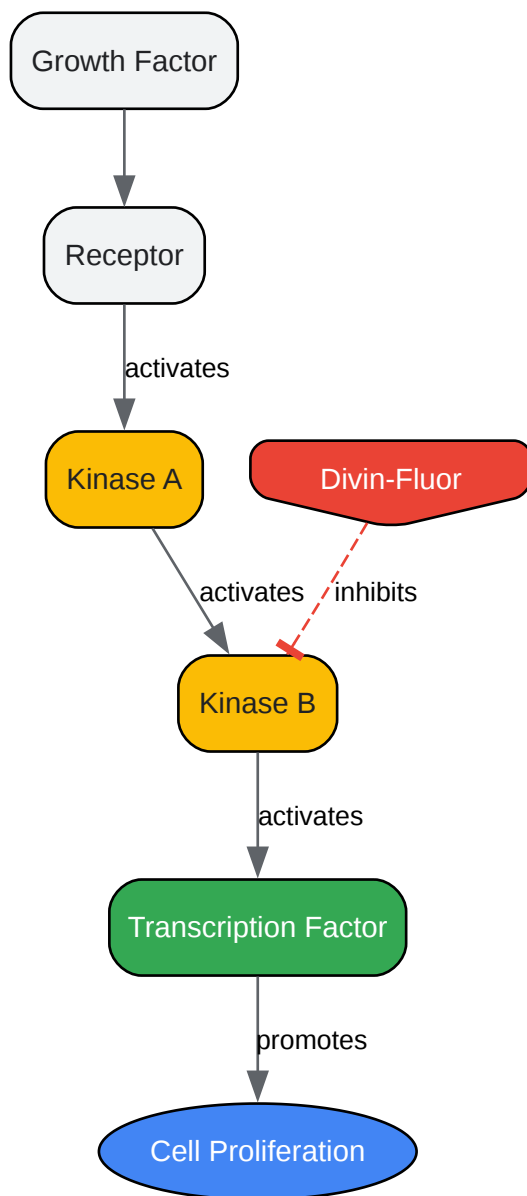 Growth Factor
Receptor
activates
Kinase A
Divin-Fluor
activates
inhibits
Kinase B
activates
Transcription Factor
promotes
Cell Proliferation